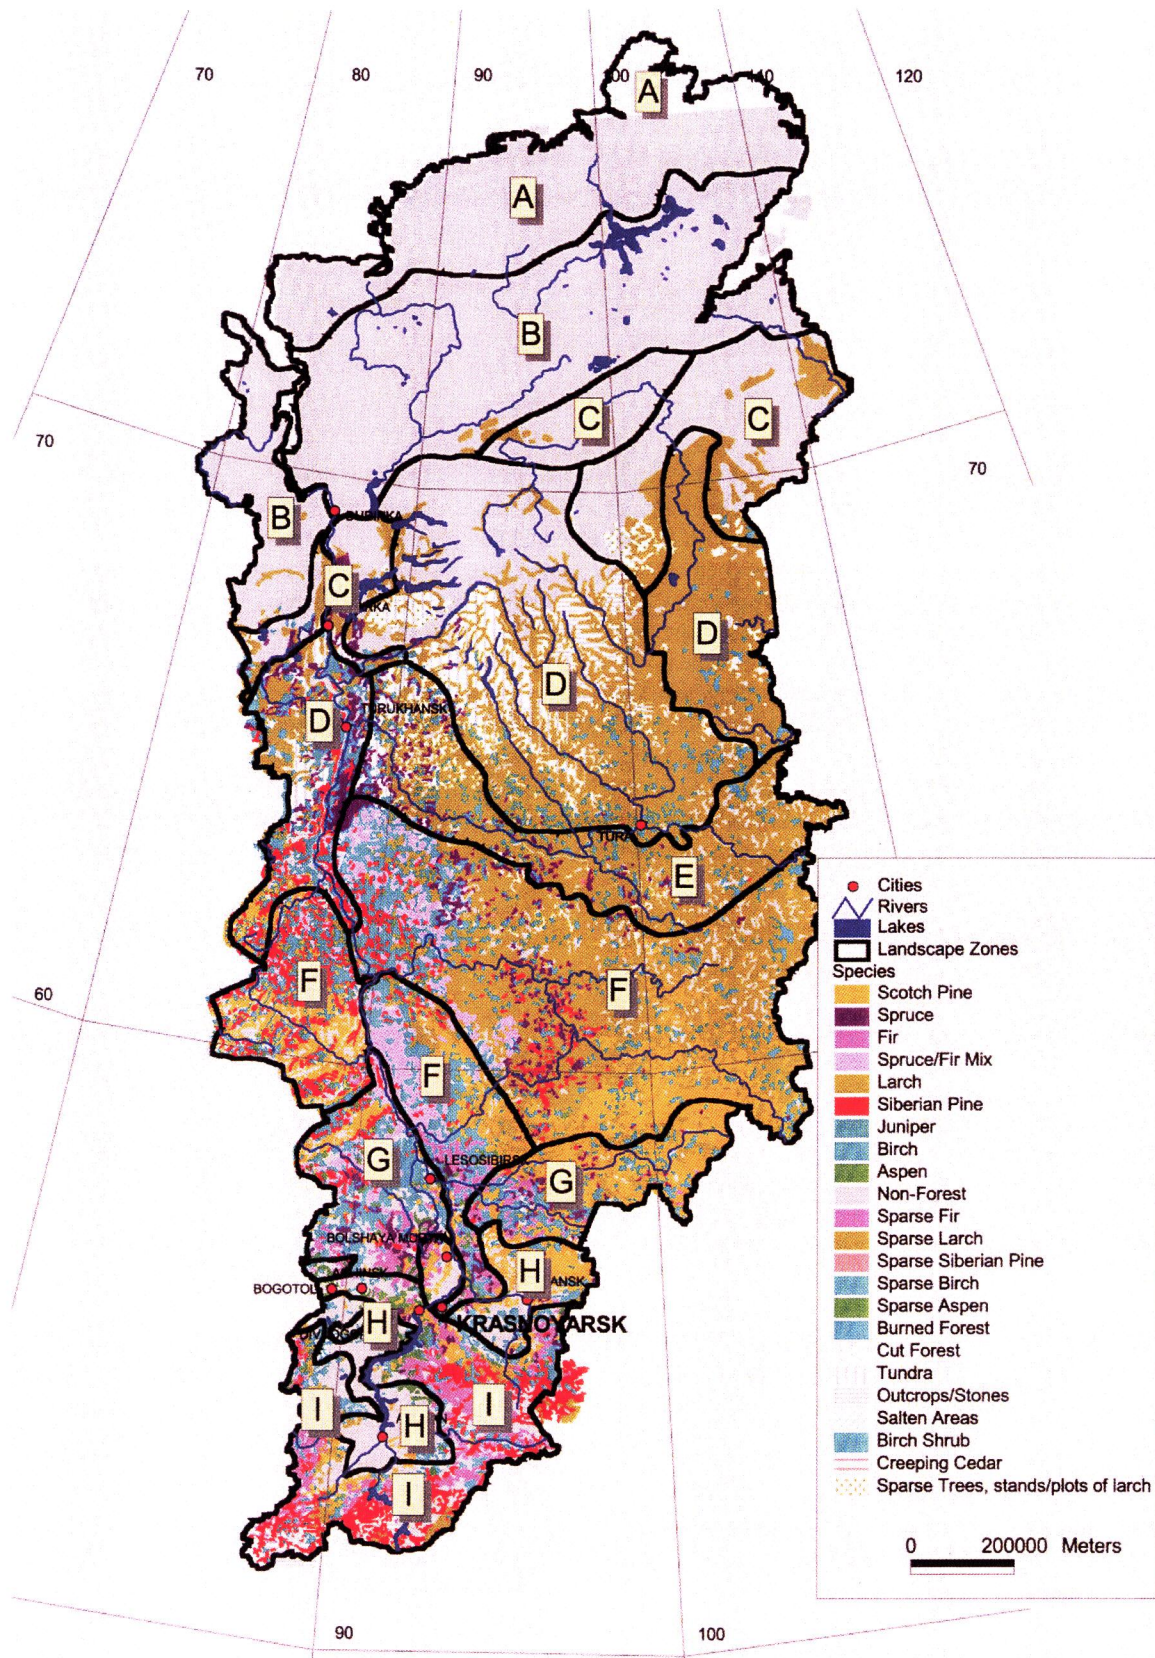 70
80
90
100
110
120
A
A
B
C
C
70
70
B
DUDINKA
C
D
D
D
TURUKHANSK
TURA
E
F
F
60
F
G
LESOSIBIRSK
G
H
BOGOTOL
H
KRASNOYARSK
I
I
H
I
90
100
Cities
Rivers
Lakes
Landscape Zones
Species
Scotch Pine
Spruce
Fir
Spruce/Fir Mix
Larch
Siberian Pine
Juniper
Birch
Aspen
Non-Forest
Sparse Fir
Sparse Larch
Sparse Siberian Pine
Sparse Birch
Sparse Aspen
Burned Forest
Cut Forest
Tundra
Outcrops/Stones
Salten Areas
Birch Shrub
Creeping Cedar
Sparse Trees, stands/plots of larch
0 200000 Meters